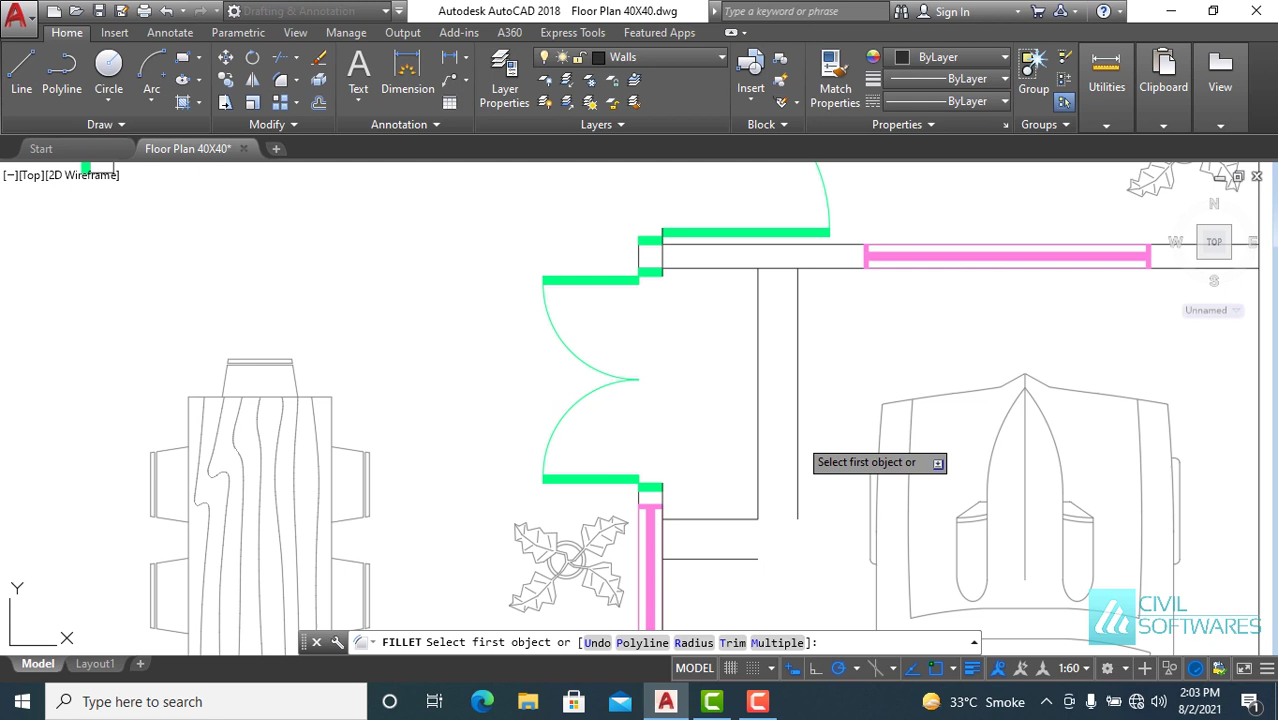 Drafting & Annotation
Autodesk AutoCAD 2018 Floor Plan 40X40.dwg
Type a keyword or phrase
Sign In
Home Insert Annotate Parametric View Manage Output Add-ins A360 Express Tools Featured Apps
Line Polyline Circle Arc
Text Dimension
Layer Properties
Walls
Insert
Match Properties
ByLayer
ByLayer
ByLayer
Group
Utilities
Clipboard
View
Draw Modify Annotation Layers Block Properties Groups
Start Floor Plan 40X40*
[−][Top][2D Wireframe]
N
W TOP E
S
Unnamed
Select first object or
Y
X
CIVIL
SOFTWARES
FILLET Select first object or [Undo Polyline Radius Trim Multiple]:
Model Layout1
MODEL 1:60
Type here to search
33°C Smoke
2:03 PM
8/2/2021
1